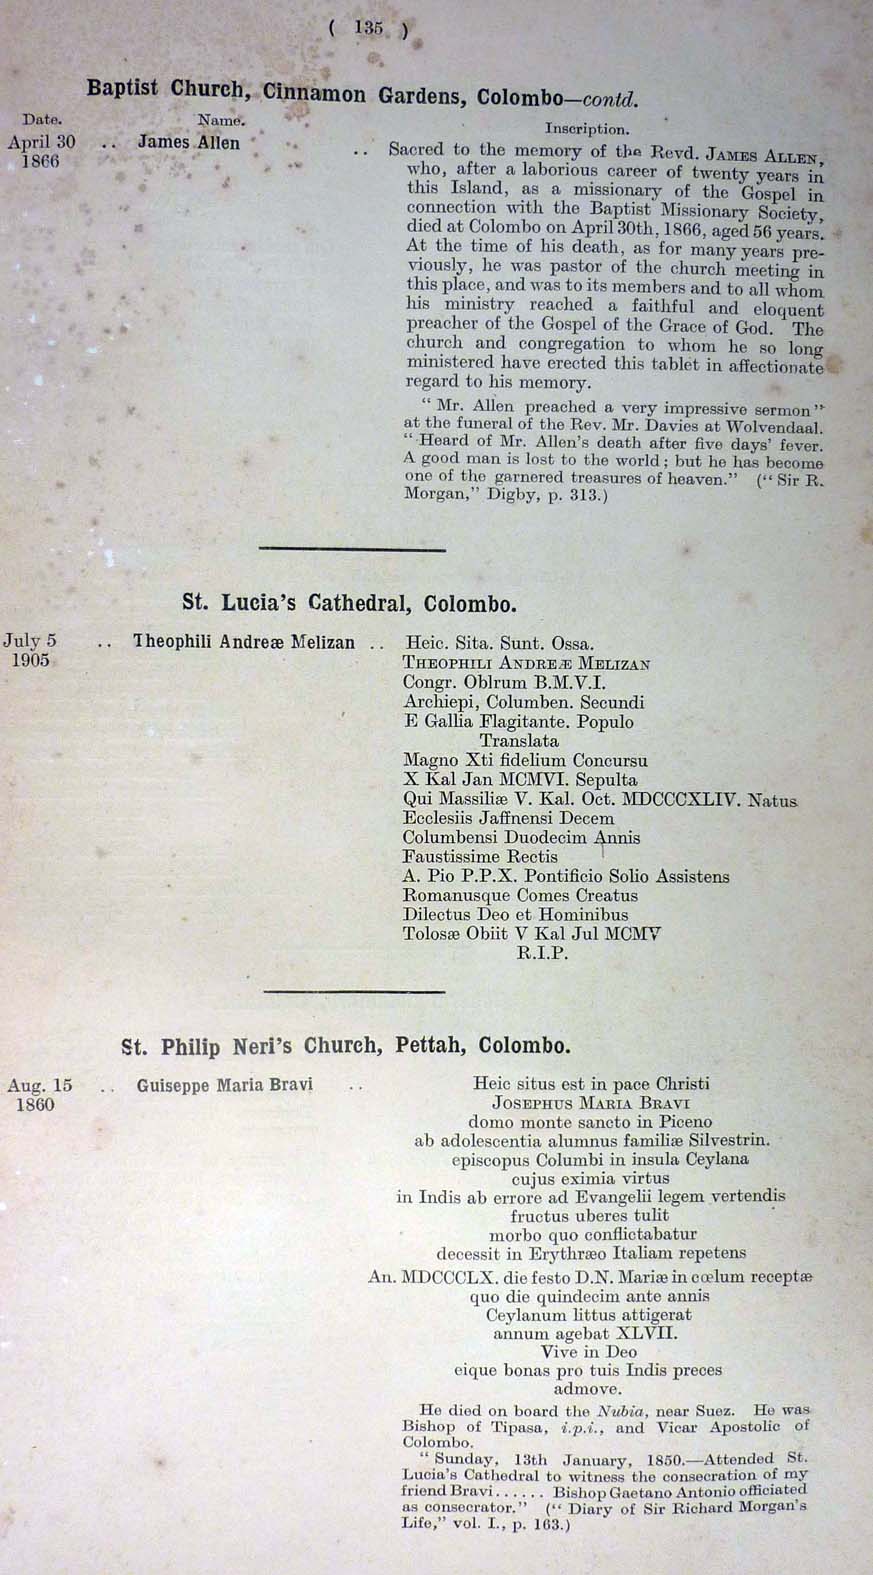 ( 135 )
Baptist Church, Cinnamon Gardens, Colombo—contd.
Date. Name. Inscription.
April 30 .. James Allen .. Sacred to the memory of the Revd. JAMES ALLEN,
1866 who, after a laborious career of twenty years in
this Island, as a missionary of the Gospel in
connection with the Baptist Missionary Society,
died at Colombo on April 30th, 1866, aged 56 years.
At the time of his death, as for many years pre-
viously, he was pastor of the church meeting in
this place, and was to its members and to all whom
his ministry reached a faithful and eloquent
preacher of the Gospel of the Grace of God. The
church and congregation to whom he so long
ministered have erected this tablet in affectionate
regard to his memory.
“ Mr. Allen preached a very impressive sermon ”
at the funeral of the Rev. Mr. Davies at Wolvendaal.
“ Heard of Mr. Allen's death after five days' fever.
A good man is lost to the world ; but he has become
one of the garnered treasures of heaven.” (“ Sir R.
Morgan,” Digby, p. 313.)
St. Lucia's Cathedral, Colombo.
July 5 .. Theophili Andreæ Melizan .. Heic. Sita. Sunt. Ossa.
1905 THEOPHILI ANDREÆ MELIZAN
Congr. Oblrum B.M.V.I.
Archiepi, Columben. Secundi
E Gallia Flagitante. Populo
Translata
Magno Xti fidelium Concursu
X Kal Jan MCMVI. Sepulta
Qui Massiliæ V. Kal. Oct. MDCCCXLIV. Natus
Ecclesiis Jaffnensi Decem
Columbensi Duodecim Annis
Faustissime Rectis
A. Pio P.P.X. Pontificio Solio Assistens
Romanusque Comes Creatus
Dilectus Deo et Hominibus
Tolosæ Obiit V Kal Jul MCMV
R.I.P.
St. Philip Neri's Church, Pettah, Colombo.
Aug. 15 .. Guiseppe Maria Bravi .. Heic situs est in pace Christi
1860 JOSEPHUS MARIA BRAVI
domo monte sancto in Piceno
ab adolescentia alumnus familiæ Silvestrin.
episcopus Columbi in insula Ceylana
cujus eximia virtus
in Indis ab errore ad Evangelii legem vertendis
fructus uberes tulit
morbo quo conflictabatur
decessit in Erythræo Italiam repetens
An. MDCCCLX. die festo D.N. Mariæ in cœlum receptæ
quo die quindecim ante annis
Ceylanum littus attigerat
annum agebat XLVII.
Vive in Deo
eique bonas pro tuis Indis preces
admove.
He died on board the Nubia, near Suez. He was
Bishop of Tipasa, i.p.i., and Vicar Apostolic of
Colombo.
“ Sunday, 13th January, 1850.—Attended St.
Lucia's Cathedral to witness the consecration of my
friend Bravi...... Bishop Gaetano Antonio officiated
as consecrator.” (“ Diary of Sir Richard Morgan's
Life,” vol. I., p. 163.)